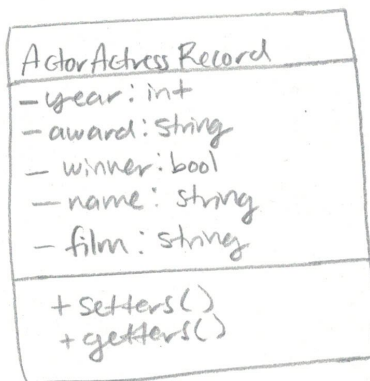 ActorActress Record
- year: int
- award: string
- winner: bool
- name: string
- film: string
+ setters()
+ getters()